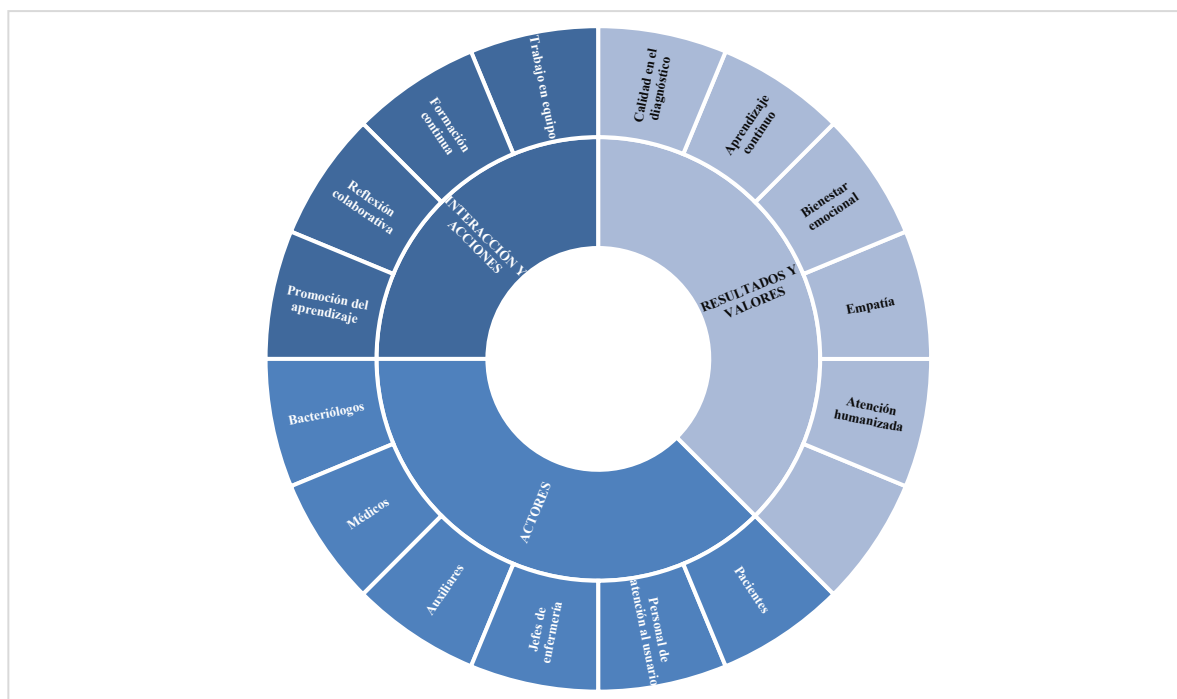 Trabajo en equipo
Calidad en el
diagnóstico
Formación
continua
Aprendizaje
continuo
Reflexión
colaborativa
Bienestar
emocional
INTERACCIÓN Y
ACCIONES
RESULTADOS Y
VALORES
Promoción del
aprendizaje
Empatía
Bacteriólogos
Atención
humanizada
Médicos
ACTORES
Auxiliares
Jefes de
enfermería
Personal de
atención al usuario
Pacientes